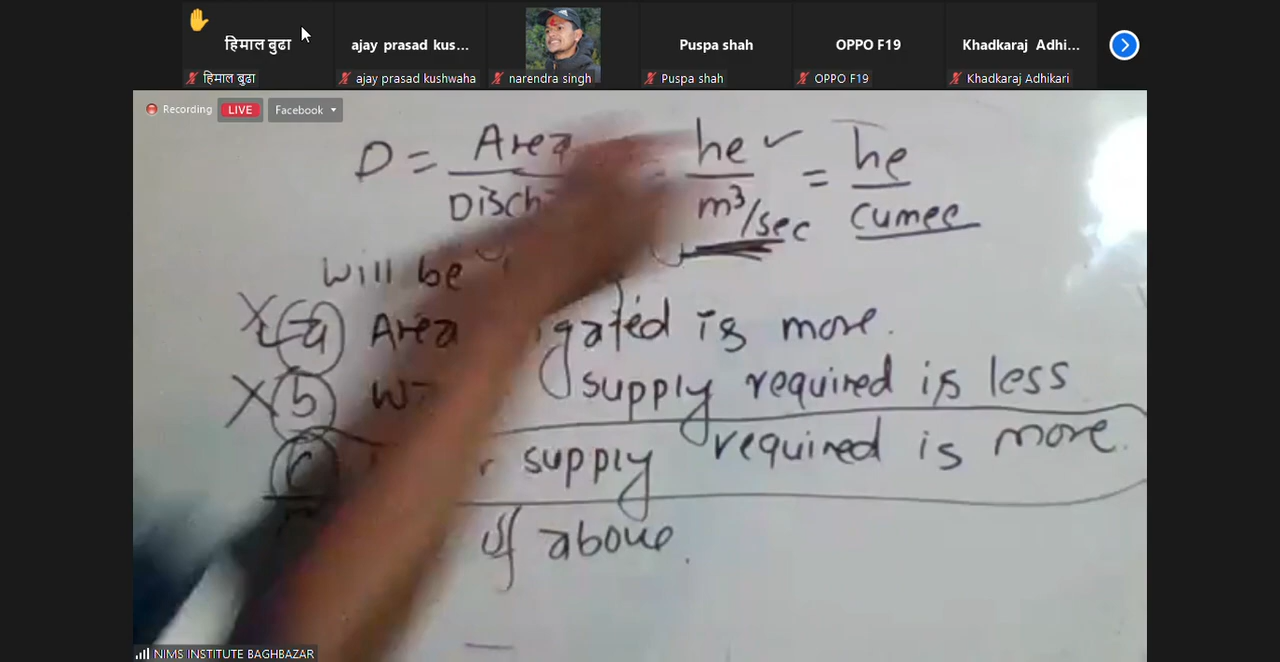 हिमाल बुढा
ajay prasad kus...
Puspa shah
OPPO F19
Khadkaraj Adhi...
हिमाल बुढा
ajay prasad kushwaha
narendra singh
Puspa shah
OPPO F19
Khadkaraj Adhikari
Recording LIVE Facebook
D = Area he = he
m³/sec cumec
will be
a Area is more.
X b supply required is less
c supply required is more.
of above.
NIMS INSTITUTE BAGHBAZAR